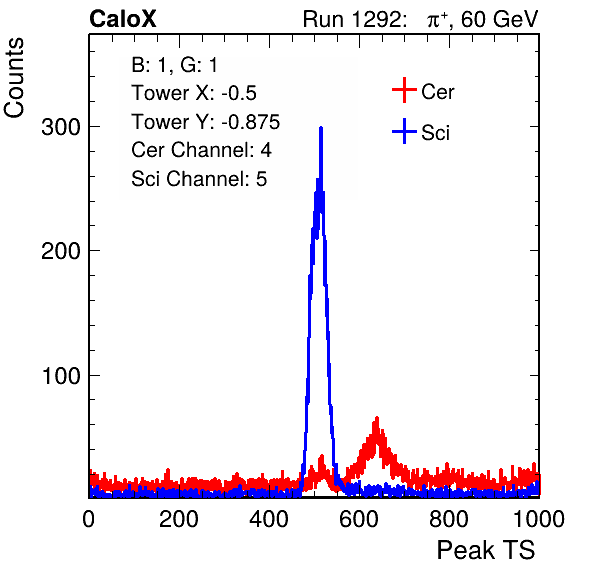 CaloX Run 1292: π⁺, 60 GeV
Counts
B: 1, G: 1
Tower X: -0.5
Tower Y: -0.875
Cer Channel: 4
Sci Channel: 5
Cer
Sci
300
200
100
0 200 400 600 800 1000
Peak TS